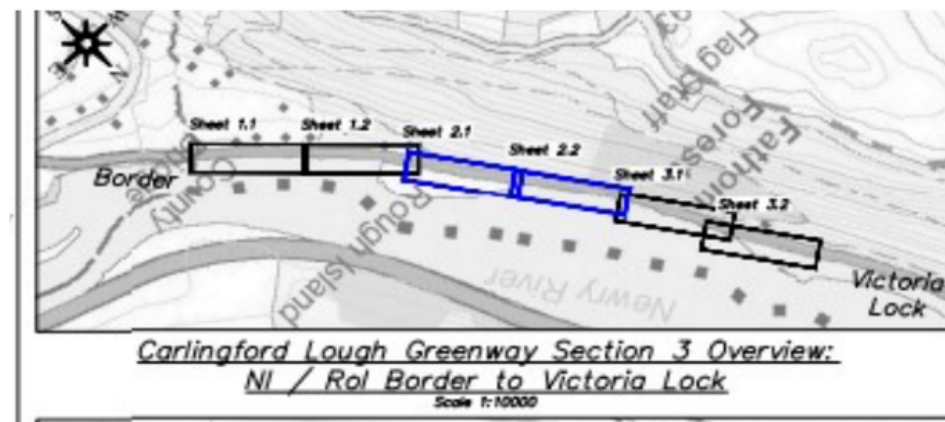 Sheet 1.1
Sheet 1.2
Sheet 2.1
Sheet 2.2
Sheet 3.1
Sheet 3.2
Border
County
Rough Island
Flag Staff
Fathom
Forest
Newry River
Victoria
Lock
Carlingford Lough Greenway Section 3 Overview:
NI / RoI Border to Victoria Lock
Scale 1:10000